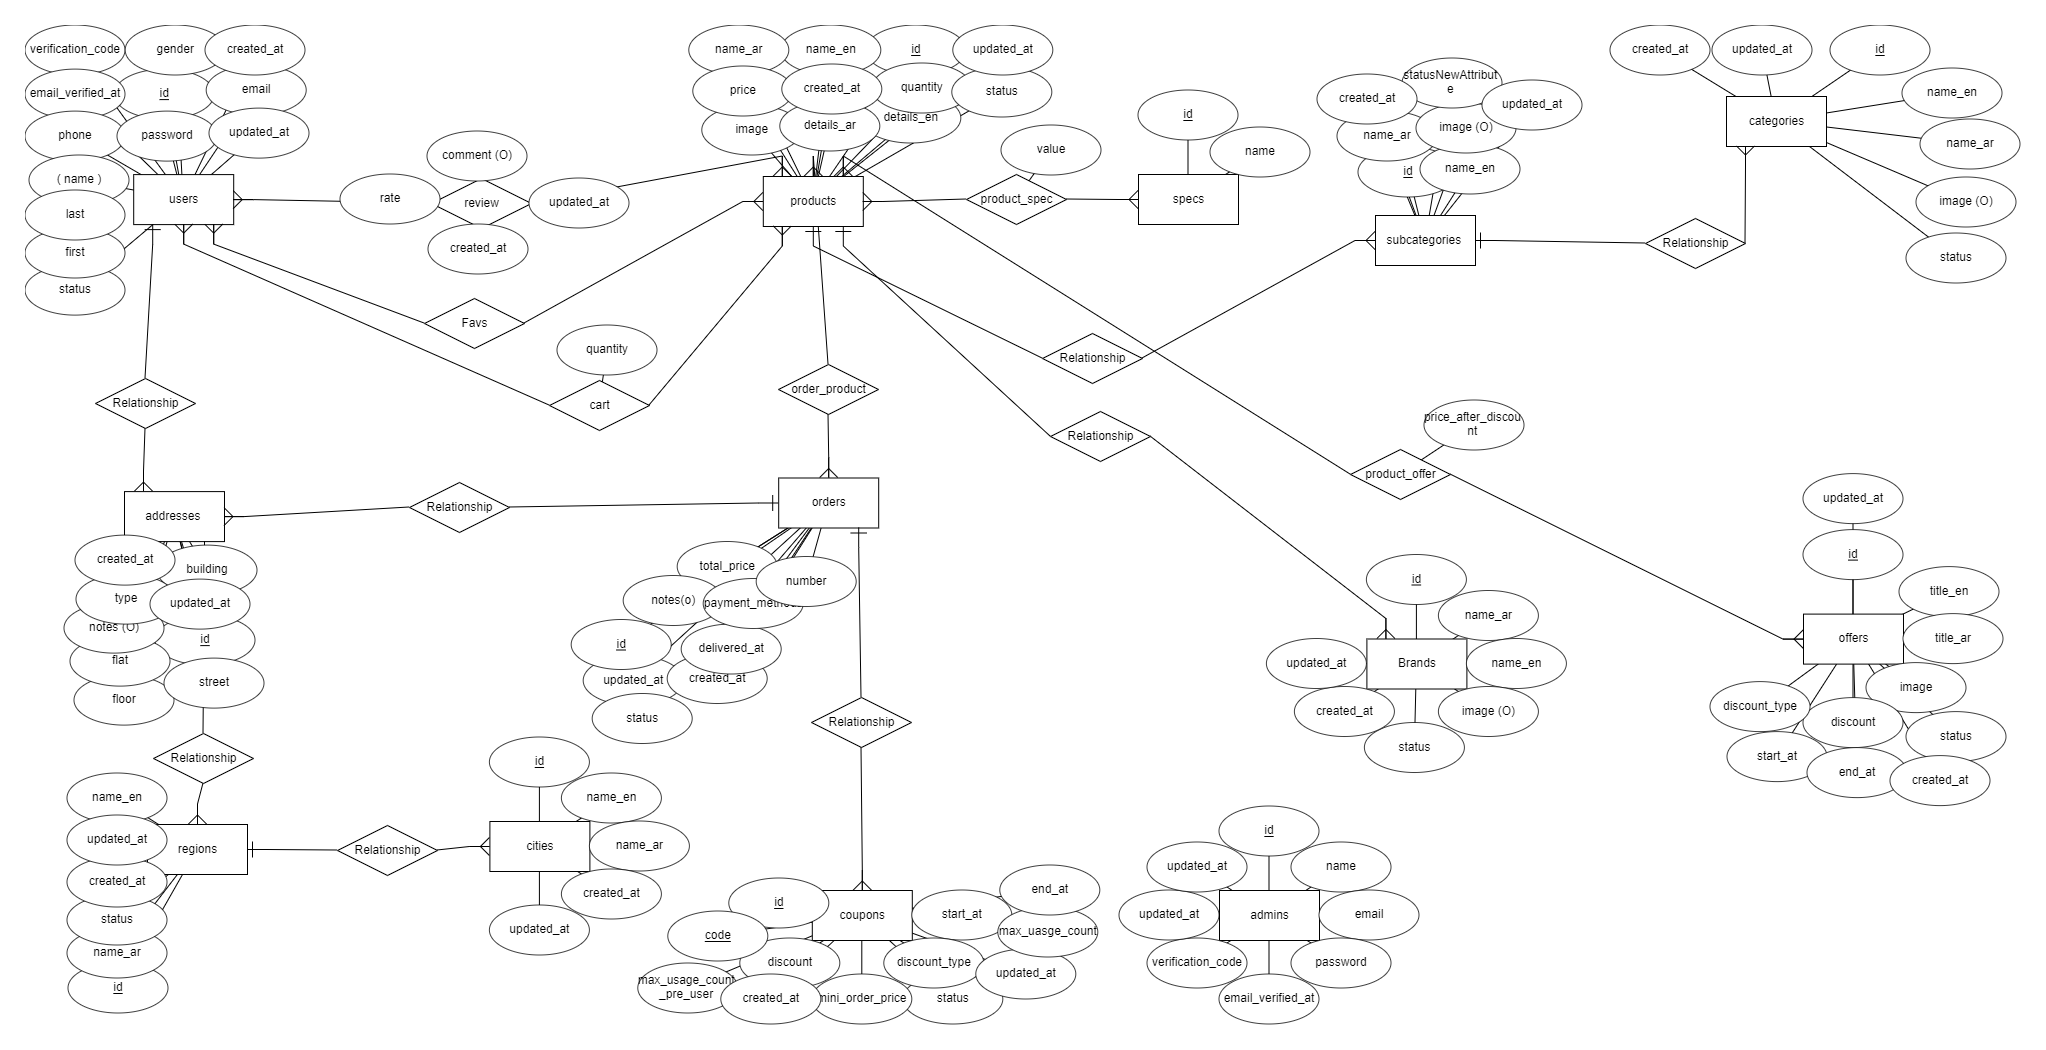 verification_code
gender
created_at
email_verified_at
id
email
phone
password
updated_at
( name )
last
first
status
users
rate
comment (O)
review
updated_at
created_at
Favs
quantity
cart
name_ar
name_en
id
updated_at
price
created_at
quantity
status
image
details_ar
details_en
products
value
product_spec
id
name
specs
statusNewAttribut
e
created_at
updated_at
name_ar
image (O)
id
name_en
subcategories
created_at
updated_at
id
name_en
categories
name_ar
image (O)
status
Relationship
Relationship
order_product
Relationship
price_after_discou
nt
product_offer
Relationship
addresses
Relationship
orders
created_at
building
type
updated_at
notes (O)
id
flat
street
floor
total_price
number
notes(o)
id
delivered_at
updated_at
created_at
status
Relationship
id
name_ar
updated_at
Brands
name_en
created_at
image (O)
status
updated_at
id
title_en
offers
title_ar
image
discount_type
discount
status
start_at
end_at
created_at
Relationship
name_en
updated_at
regions
created_at
status
name_ar
id
Relationship
id
name_en
cities
name_ar
created_at
updated_at
id
coupons
start_at
end_at
code
max_uasge_count
discount
discount_type
updated_at
max_usage_count
_pre_user
created_at
mini_order_price
status
id
updated_at
name
updated_at
admins
email
verification_code
password
email_verified_at